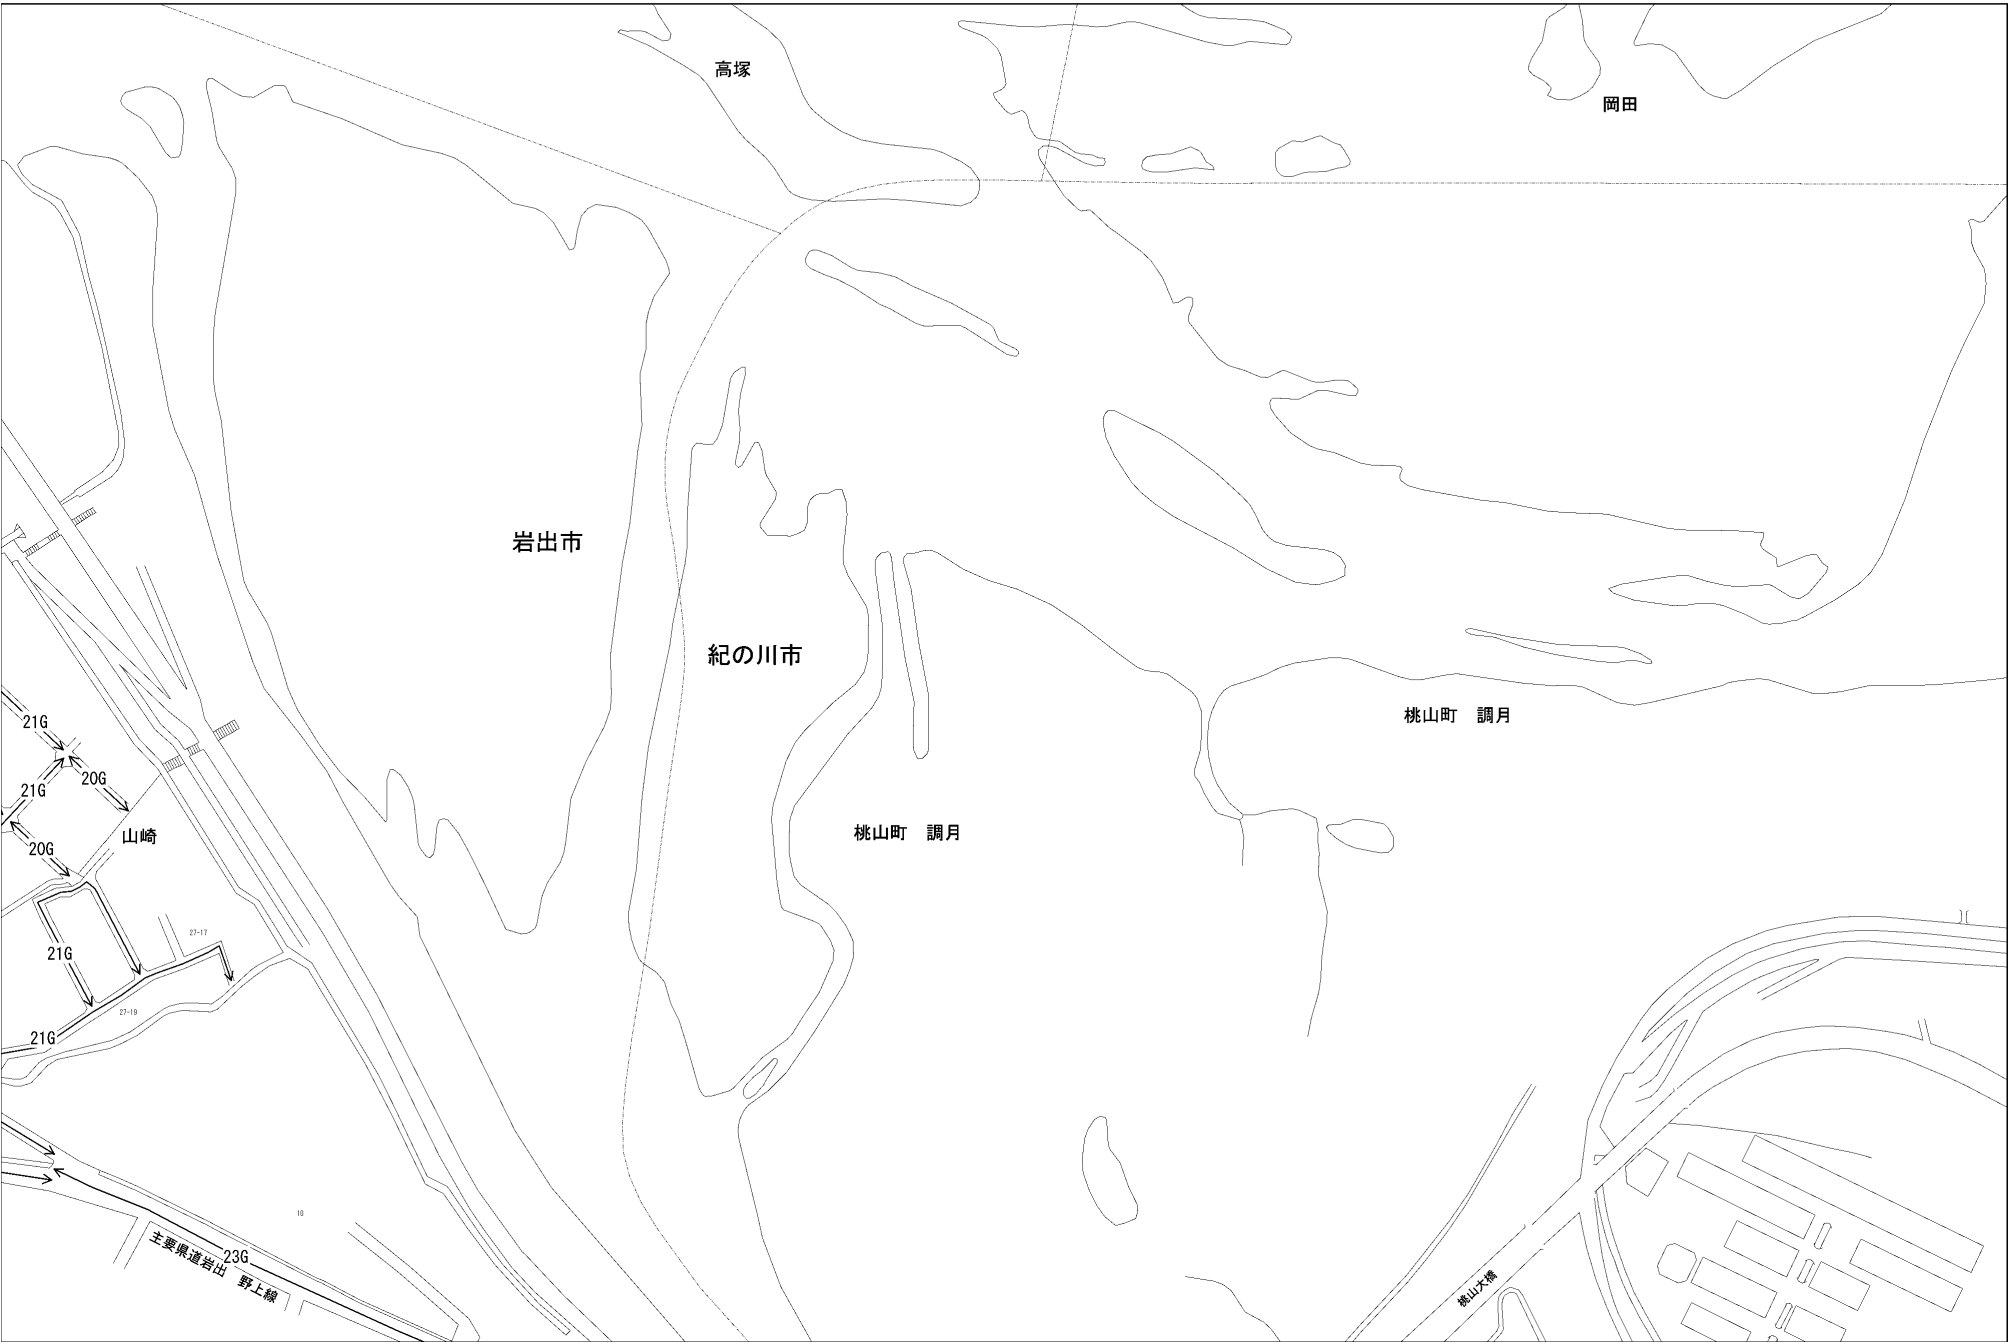 高塚
岡田
岩出市
紀の川市
桃山町　調月
21G
20G
21G
山崎
桃山町　調月
20G
27-17
21G
27-19
21G
10
主要県道岩出　野上線
23G
桃山大橋